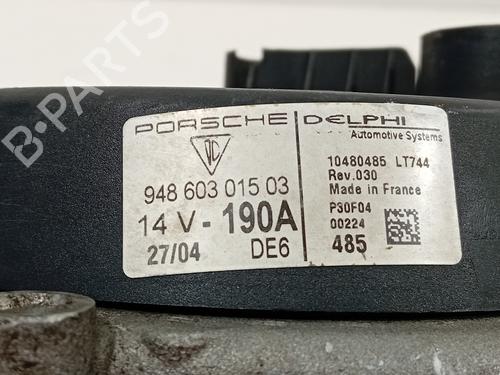 PORSCHE
948 603 015 03
14 V - 190A
27/04 DE6
DELPHI
Automotive Systems
10480485 LT744
Rev.030
Made in France
P30F04
00224
485
B-PARTS